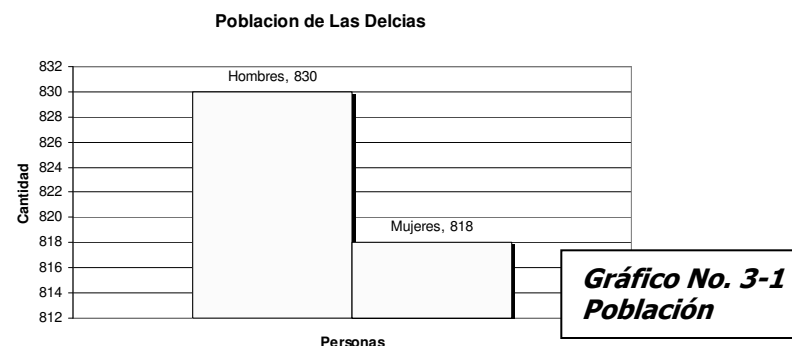 Poblacion de Las Delcias
832
830
828
826
824
822
820
818
816
814
812
Cantidad
Hombres, 830
Mujeres, 818
Personas
Gráfico No. 3-1
Población